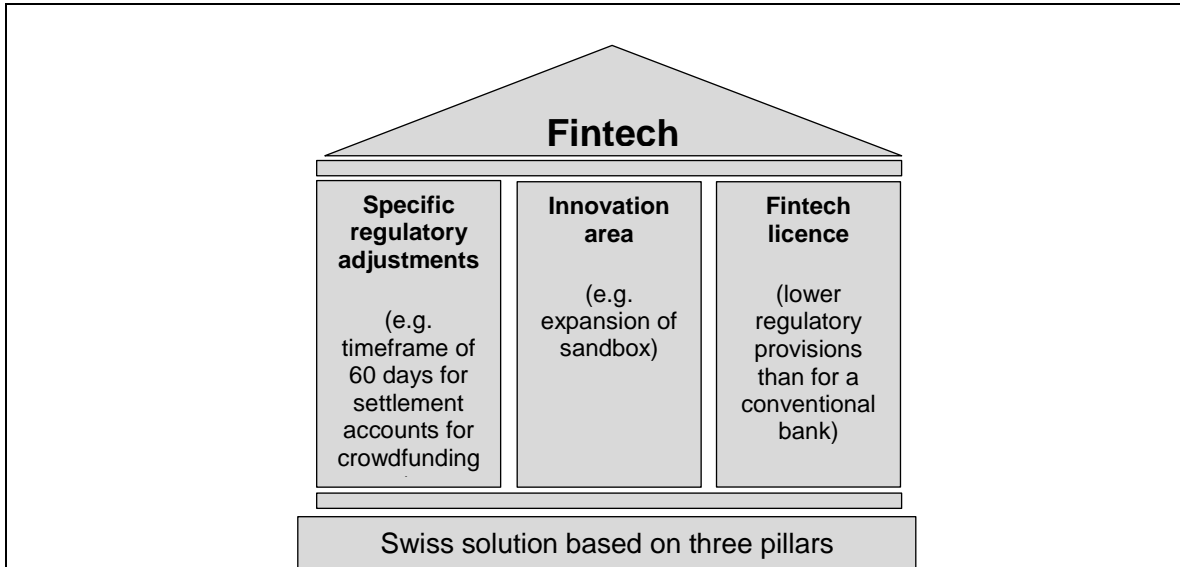 Fintech
Specific
regulatory
adjustments
(e.g.
timeframe of
60 days for
settlement
accounts for
crowdfunding
Innovation
area
(e.g.
expansion of
sandbox)
Fintech
licence
(lower
regulatory
provisions
than for a
conventional
bank)
Swiss solution based on three pillars